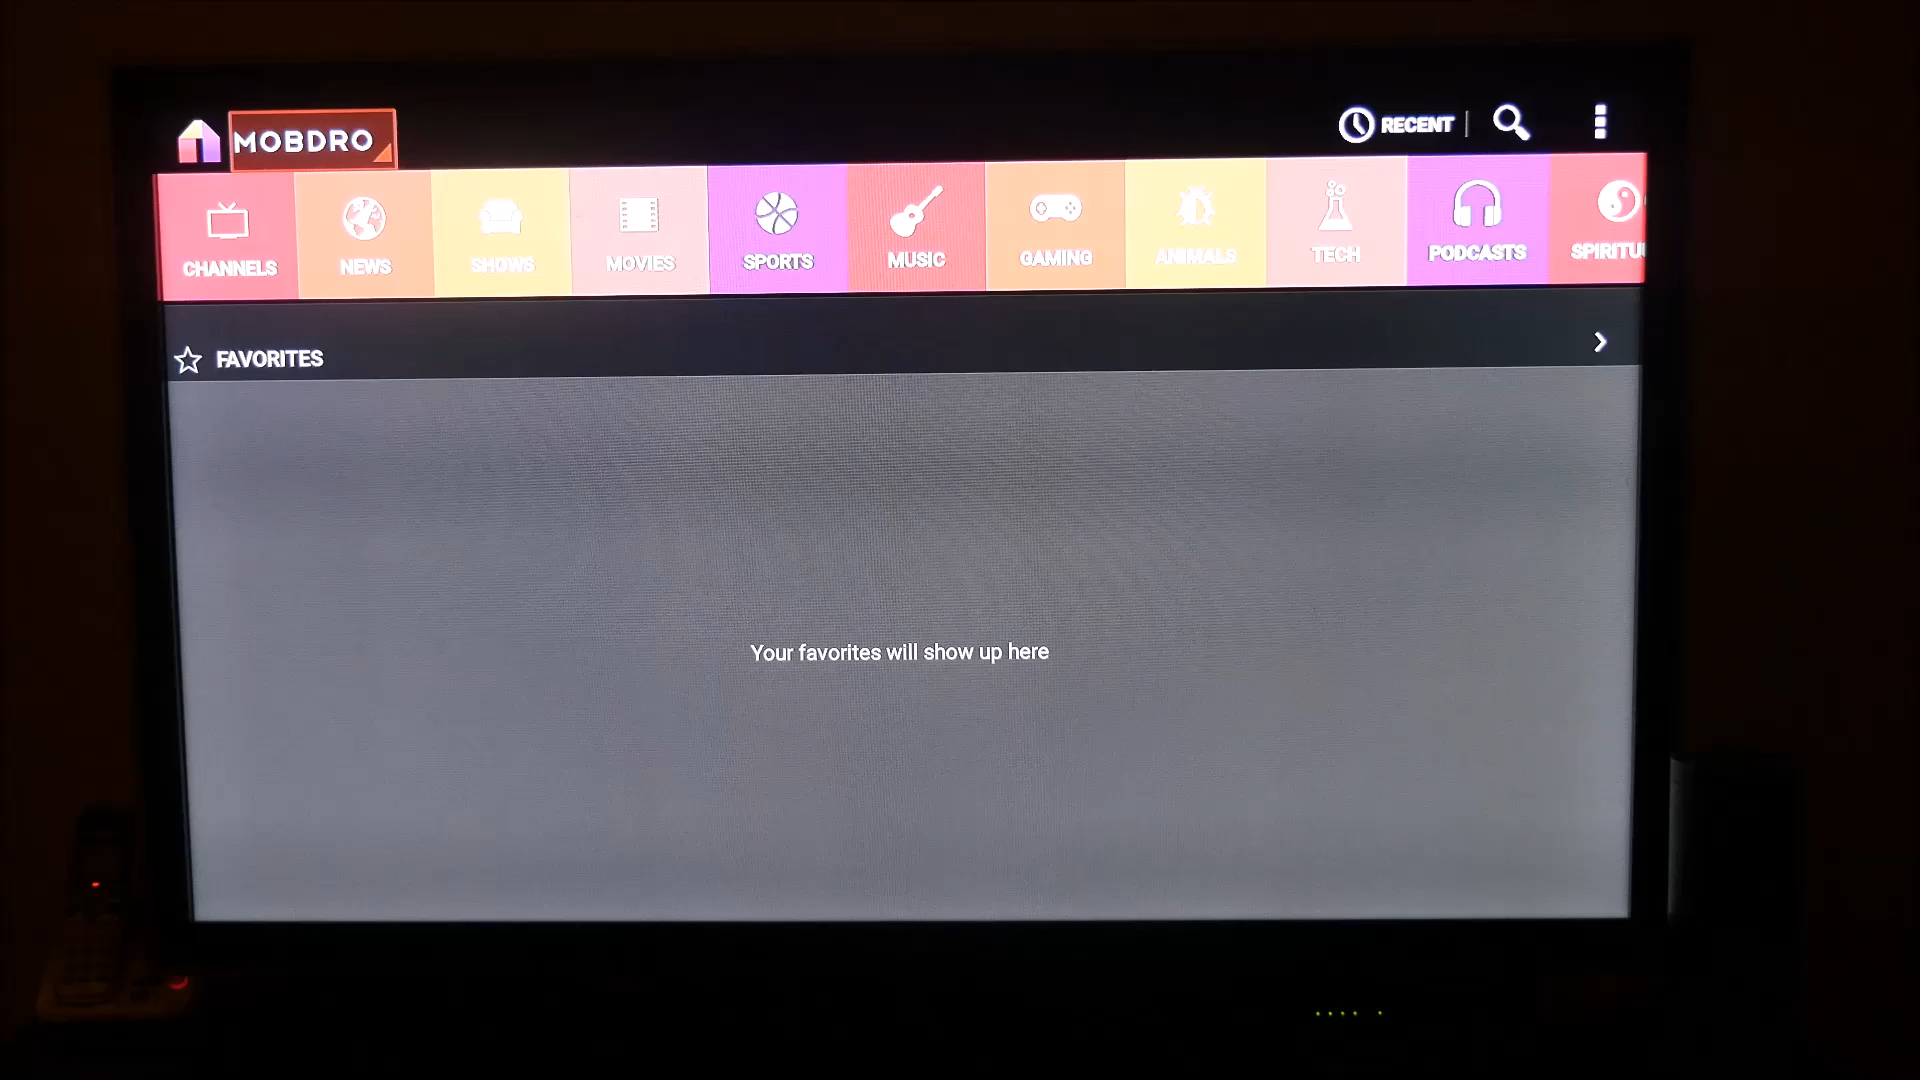 MOBDRO
RECENT
CHANNELS
NEWS
SHOWS
MOVIES
SPORTS
MUSIC
GAMING
ANIMALS
TECH
PODCASTS
SPIRITU
FAVORITES
Your favorites will show up here